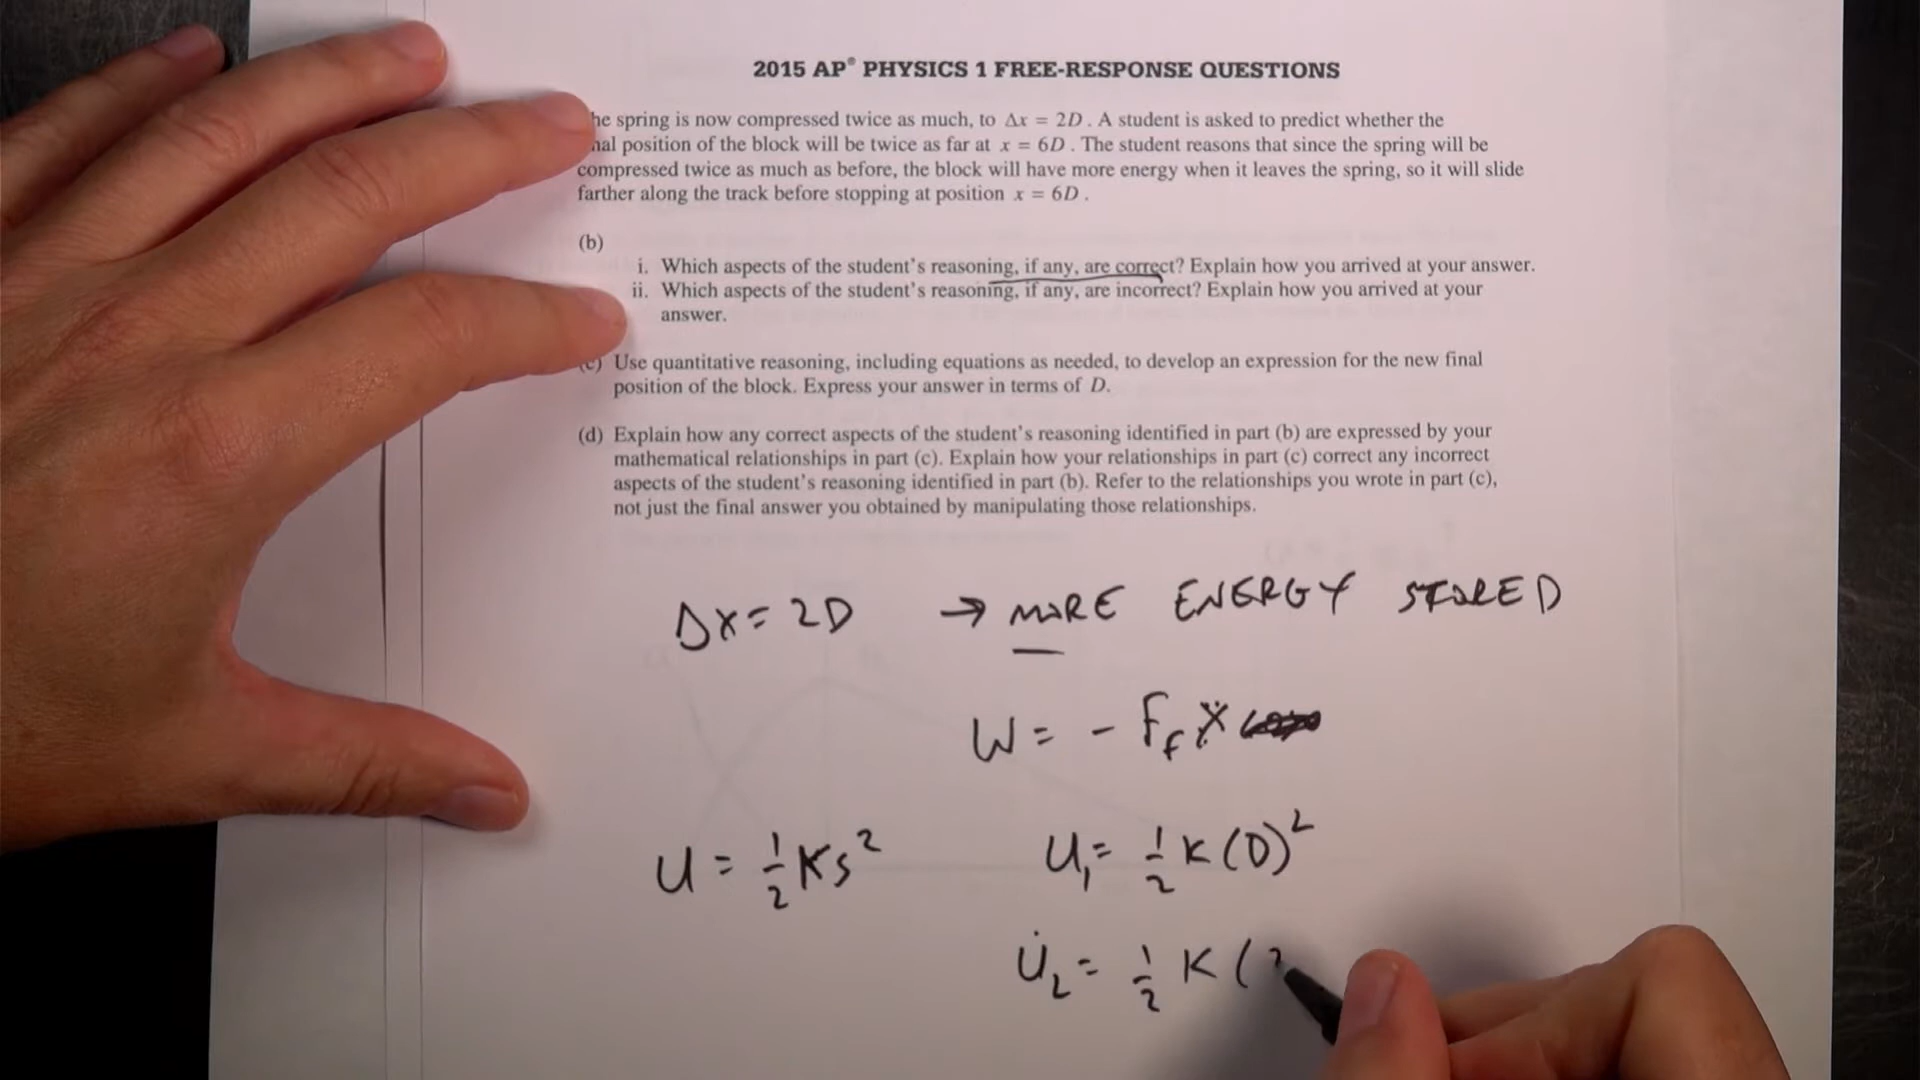 2015 AP® PHYSICS 1 FREE-RESPONSE QUESTIONS
he spring is now compressed twice as much, to Δx = 2D. A student is asked to predict whether the
nal position of the block will be twice as far at x = 6D. The student reasons that since the spring will be
compressed twice as much as before, the block will have more energy when it leaves the spring, so it will slide
farther along the track before stopping at position x = 6D.
(b)
i. Which aspects of the student's reasoning, if any, are correct? Explain how you arrived at your answer.
ii. Which aspects of the student's reasoning, if any, are incorrect? Explain how you arrived at your
answer.
(c) Use quantitative reasoning, including equations as needed, to develop an expression for the new final
position of the block. Express your answer in terms of D.
(d) Explain how any correct aspects of the student's reasoning identified in part (b) are expressed by your
mathematical relationships in part (c). Explain how your relationships in part (c) correct any incorrect
aspects of the student's reasoning identified in part (b). Refer to the relationships you wrote in part (c),
not just the final answer you obtained by manipulating those relationships.
Δx = 2D → MORE ENERGY STORED
W = - F_f x
U = 1/2 K s² U₁ = 1/2 K (D)²
U₂ = 1/2 K (